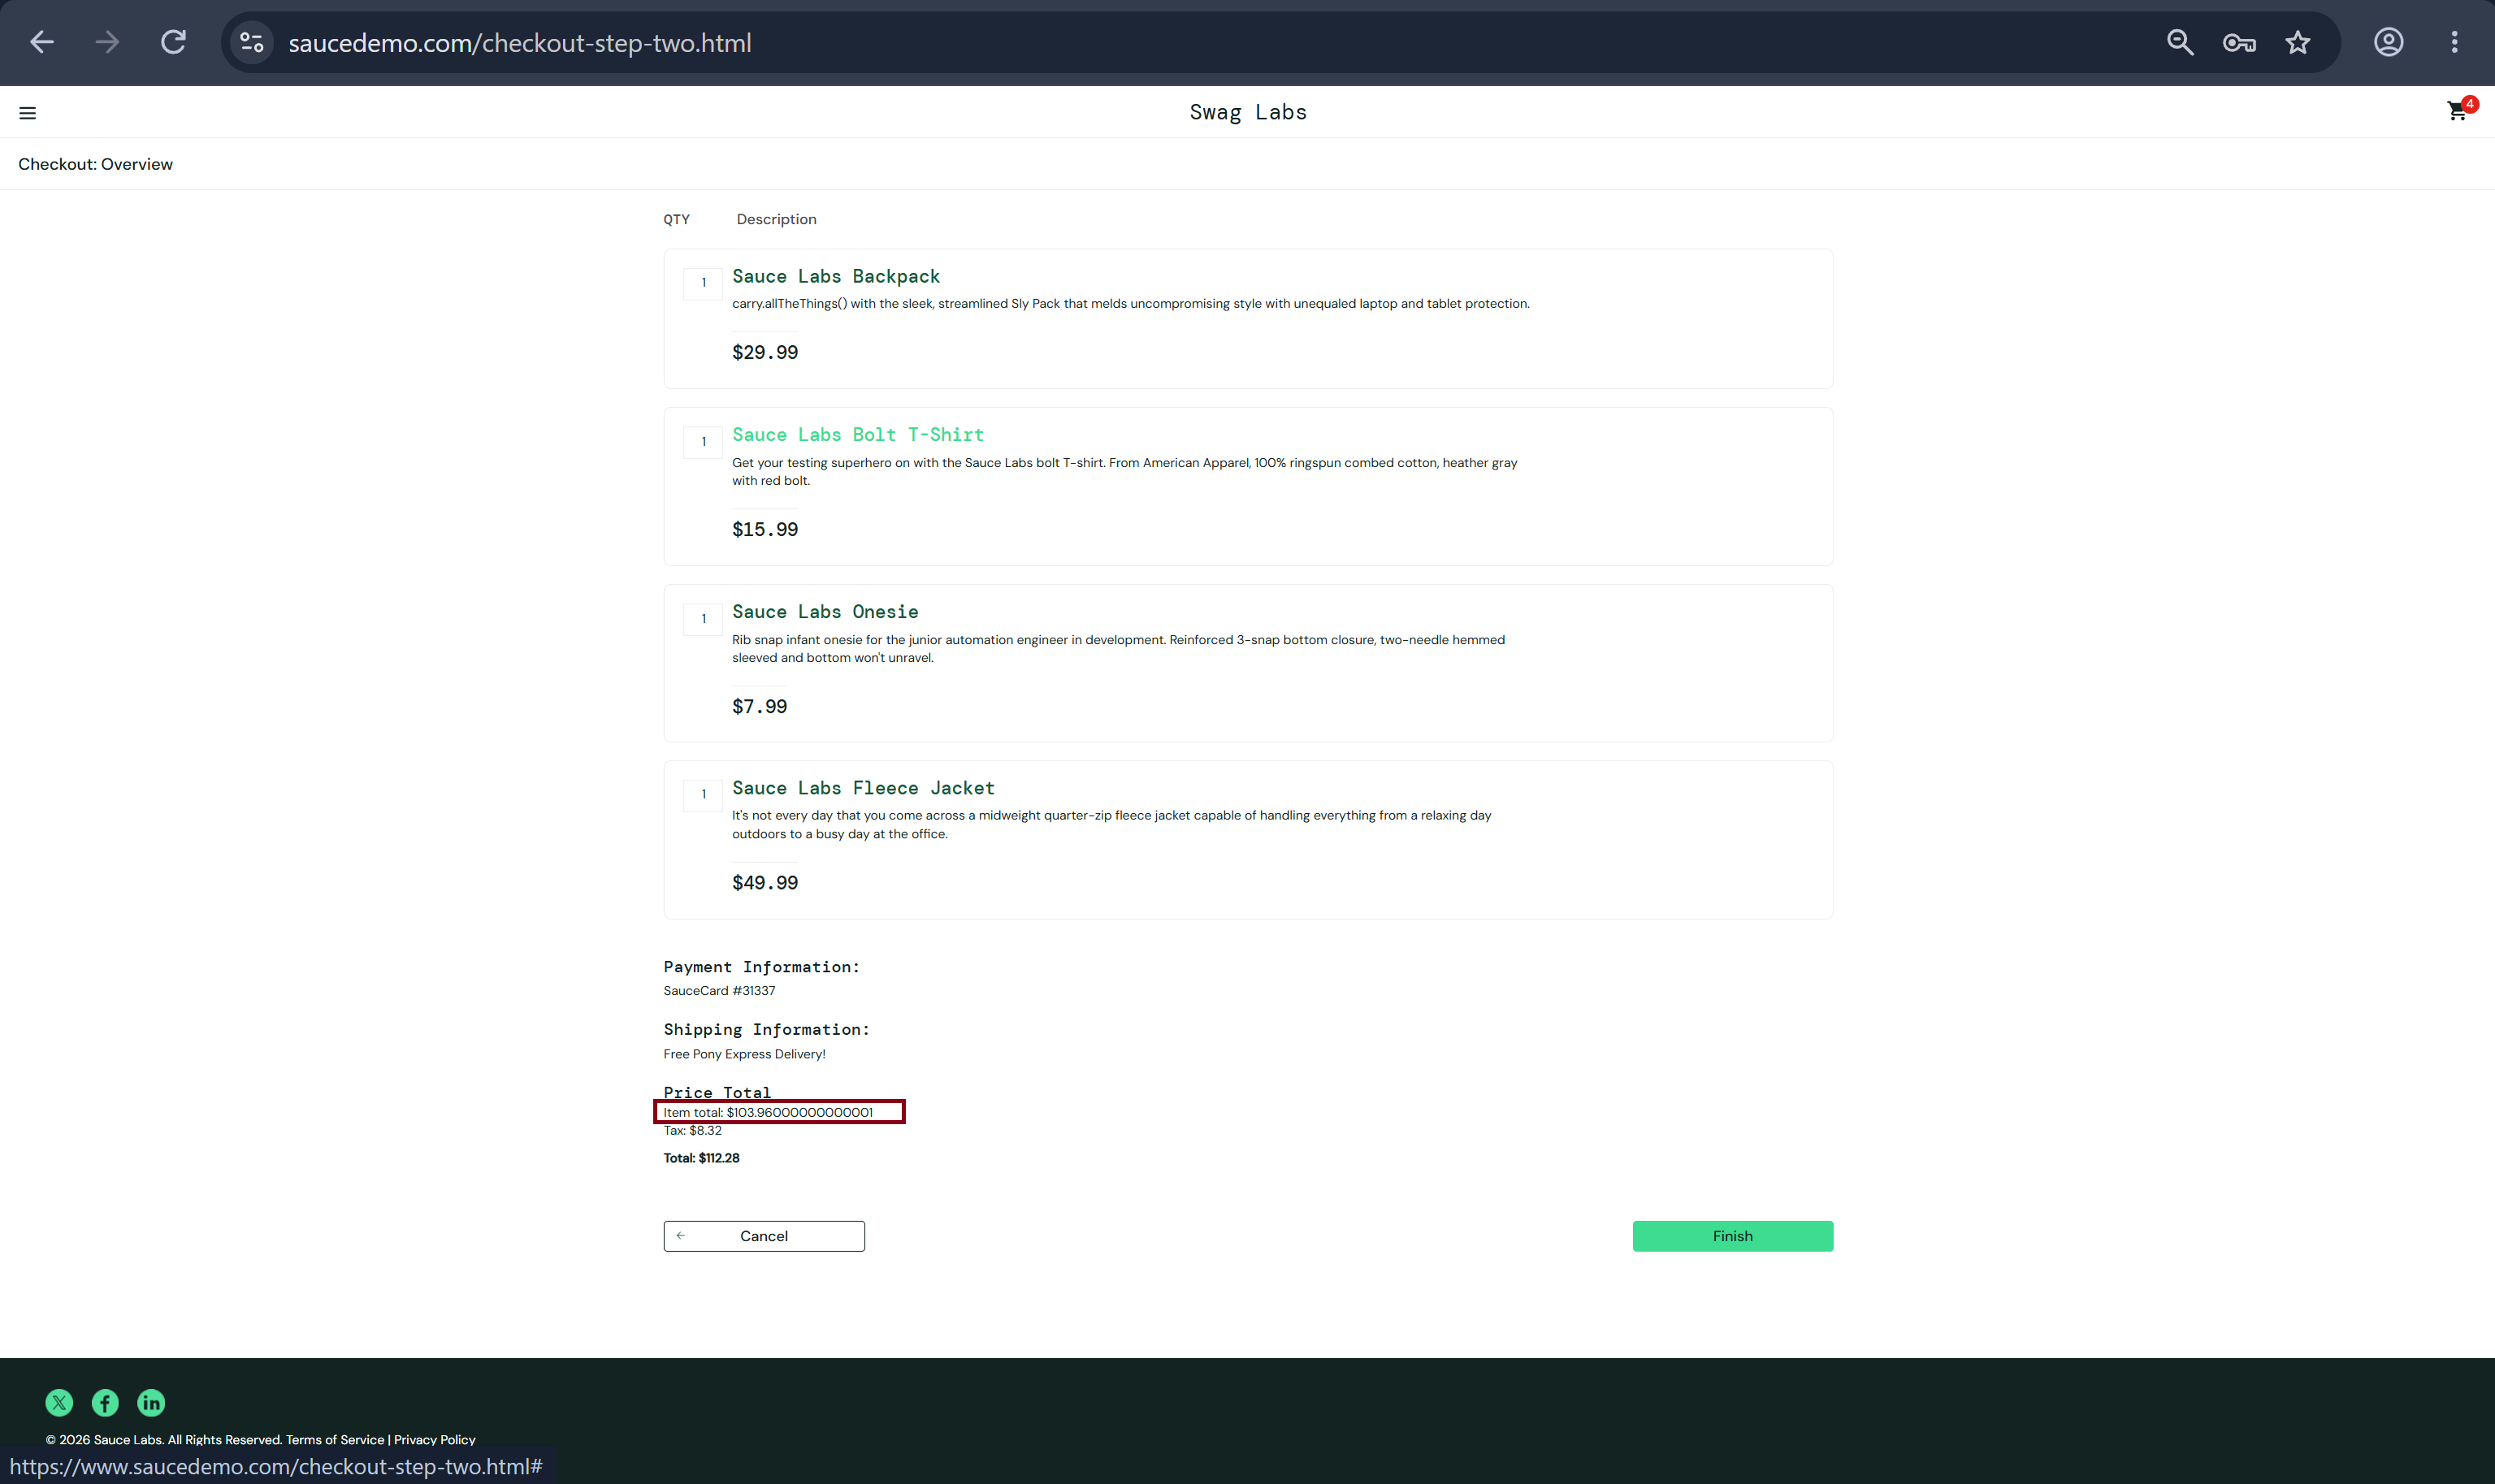 saucedemo.com/checkout-step-two.html
Swag Labs
4
Checkout: Overview
QTY Description
1
Sauce Labs Backpack
carry.allTheThings() with the sleek, streamlined Sly Pack that melds uncompromising style with unequaled laptop and tablet protection.
$29.99
1
Sauce Labs Bolt T-Shirt
Get your testing superhero on with the Sauce Labs bolt T-shirt. From American Apparel, 100% ringspun combed cotton, heather gray
with red bolt.
$15.99
1
Sauce Labs Onesie
Rib snap infant onesie for the junior automation engineer in development. Reinforced 3-snap bottom closure, two-needle hemmed
sleeved and bottom won't unravel.
$7.99
1
Sauce Labs Fleece Jacket
It's not every day that you come across a midweight quarter-zip fleece jacket capable of handling everything from a relaxing day
outdoors to a busy day at the office.
$49.99
Payment Information:
SauceCard #31337
Shipping Information:
Free Pony Express Delivery!
Price Total
Item total: $103.96000000000001
Tax: $8.32
Total: $112.28
Cancel
Finish
© 2026 Sauce Labs. All Rights Reserved. Terms of Service | Privacy Policy
https://www.saucedemo.com/checkout-step-two.html#